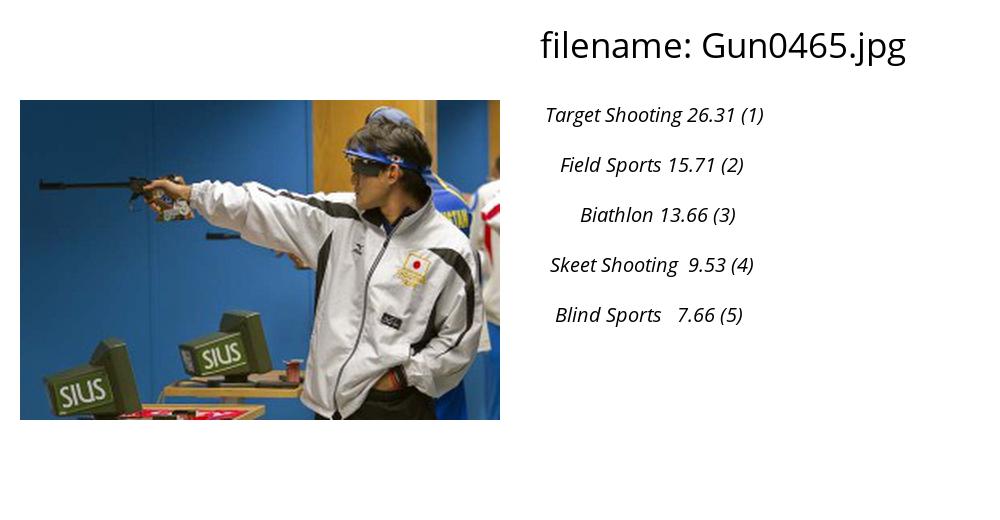 filename: Gun0465.jpg
Target Shooting 26.31 (1)
Field Sports 15.71 (2)
Biathlon 13.66 (3)
Skeet Shooting 9.53 (4)
Blind Sports 7.66 (5)
SIUS
SIUS